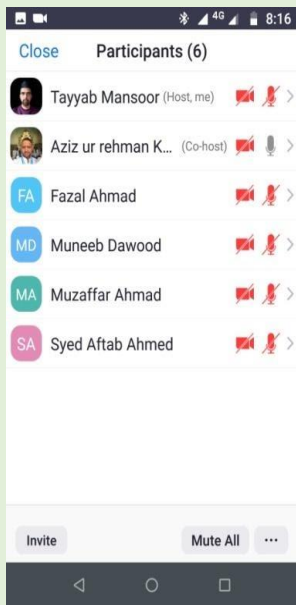 4G 8:16
Close Participants (6)
Tayyab Mansoor (Host, me)
Aziz ur rehman K... (Co-host)
FA Fazal Ahmad
MD Muneeb Dawood
MA Muzaffar Ahmad
SA Syed Aftab Ahmed
Invite Mute All ...